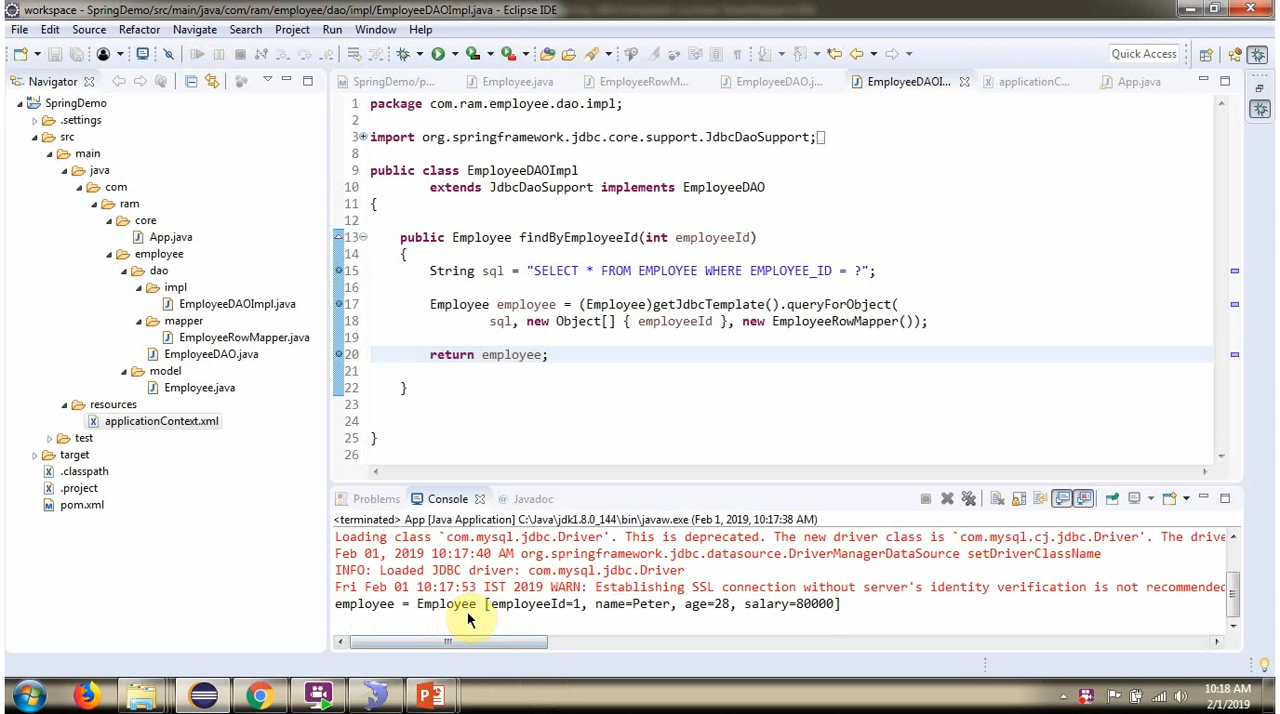 workspace - SpringDemo/src/main/java/com/ram/employee/dao/impl/EmployeeDAOImpl.java - Eclipse IDE
File Edit Source Refactor Navigate Search Project Run Window Help
Quick Access
Navigator
SpringDemo
.settings
src
main
java
com
ram
core
App.java
employee
dao
impl
EmployeeDAOImpl.java
mapper
EmployeeRowMapper.java
EmployeeDAO.java
model
Employee.java
resources
applicationContext.xml
test
target
.classpath
.project
pom.xml
SpringDemo/p... Employee.java EmployeeRowM... EmployeeDAO.j... EmployeeDAOI... applicationC... App.java
1 package com.ram.employee.dao.impl;
2
3 import org.springframework.jdbc.core.support.JdbcDaoSupport;
8
9 public class EmployeeDAOImpl
10 extends JdbcDaoSupport implements EmployeeDAO
11 {
12
13 public Employee findByEmployeeId(int employeeId)
14 {
15 String sql = "SELECT * FROM EMPLOYEE WHERE EMPLOYEE_ID = ?";
16
17 Employee employee = (Employee)getJdbcTemplate().queryForObject(
18 sql, new Object[] { employeeId }, new EmployeeRowMapper());
19
20 return employee;
21
22 }
23
24
25 }
26
Problems Console Javadoc
<terminated> App [Java Application] C:\Java\jdk1.8.0_144\bin\javaw.exe (Feb 1, 2019, 10:17:38 AM)
Loading class `com.mysql.jdbc.Driver'. This is deprecated. The new driver class is `com.mysql.cj.jdbc.Driver'. The drive
Feb 01, 2019 10:17:40 AM org.springframework.jdbc.datasource.DriverManagerDataSource setDriverClassName
INFO: Loaded JDBC driver: com.mysql.jdbc.Driver
Fri Feb 01 10:17:53 IST 2019 WARN: Establishing SSL connection without server's identity verification is not recommended
employee = Employee [employeeId=1, name=Peter, age=28, salary=80000]
10:18 AM
2/1/2019